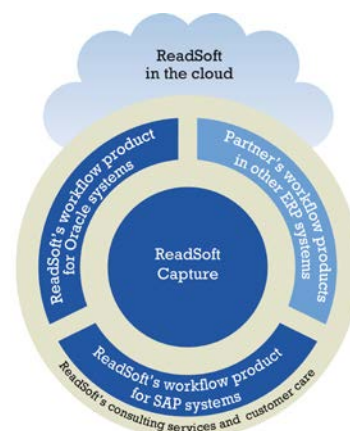 ReadSoft
in the cloud
ReadSoft's workflow product
for Oracle systems
Partner's workflow products
in other ERP systems
ReadSoft
Capture
ReadSoft's workflow product
for SAP systems
ReadSoft's consulting services and customer care